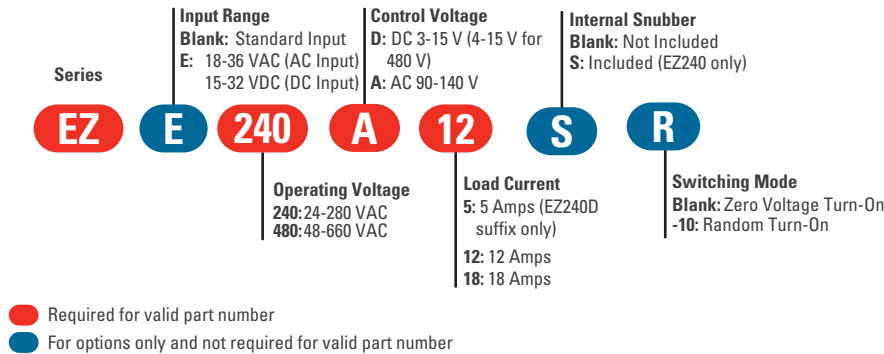 Series
Input Range
Blank: Standard Input
E: 18-36 VAC (AC Input)
15-32 VDC (DC Input)
Control Voltage
D: DC 3-15 V (4-15 V for
480 V)
A: AC 90-140 V
Internal Snubber
Blank: Not Included
S: Included (EZ240 only)
EZ E 240 A 12 S R
Operating Voltage
240: 24-280 VAC
480: 48-660 VAC
Load Current
5: 5 Amps (EZ240D
suffix only)
12: 12 Amps
18: 18 Amps
Switching Mode
Blank: Zero Voltage Turn-On
-10: Random Turn-On
Required for valid part number
For options only and not required for valid part number